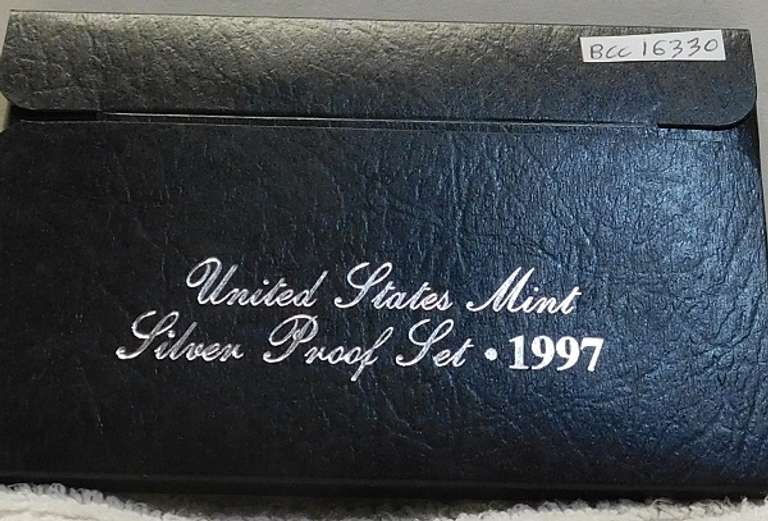 BCC 16330
United States Mint
Silver Proof Set • 1997